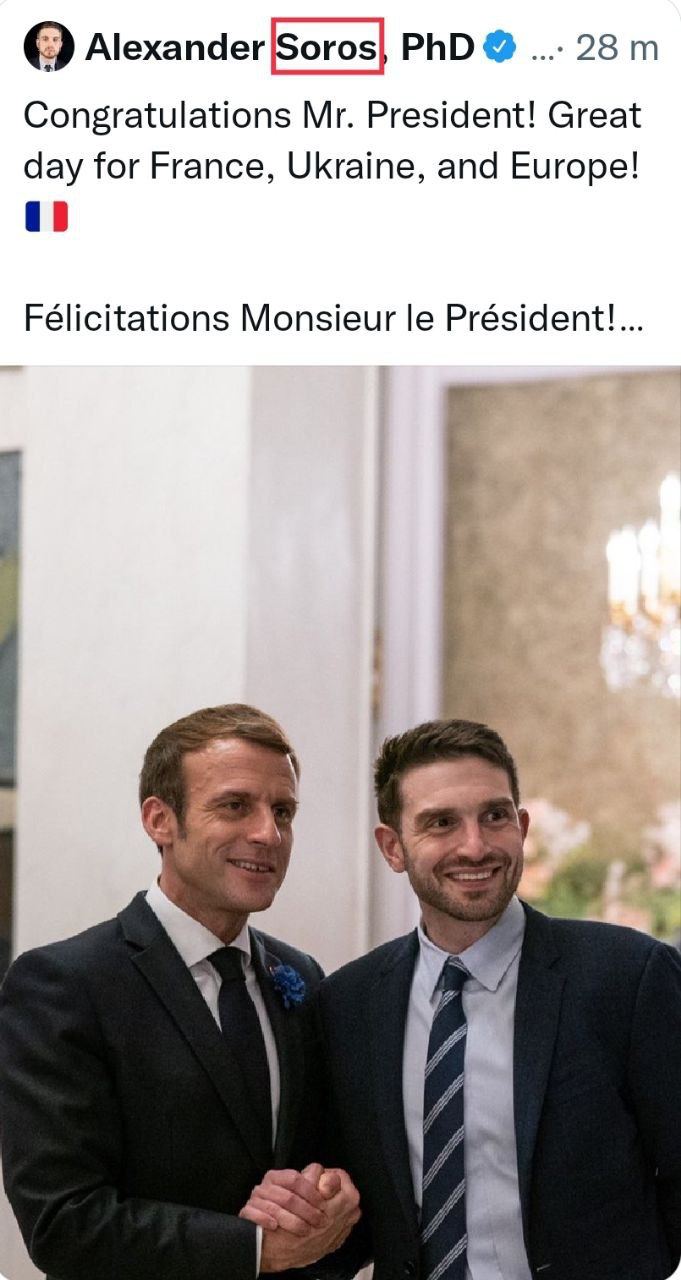 Alexander Soros, PhD ...· 28 m
Congratulations Mr. President! Great
day for France, Ukraine, and Europe!
Félicitations Monsieur le Président!...